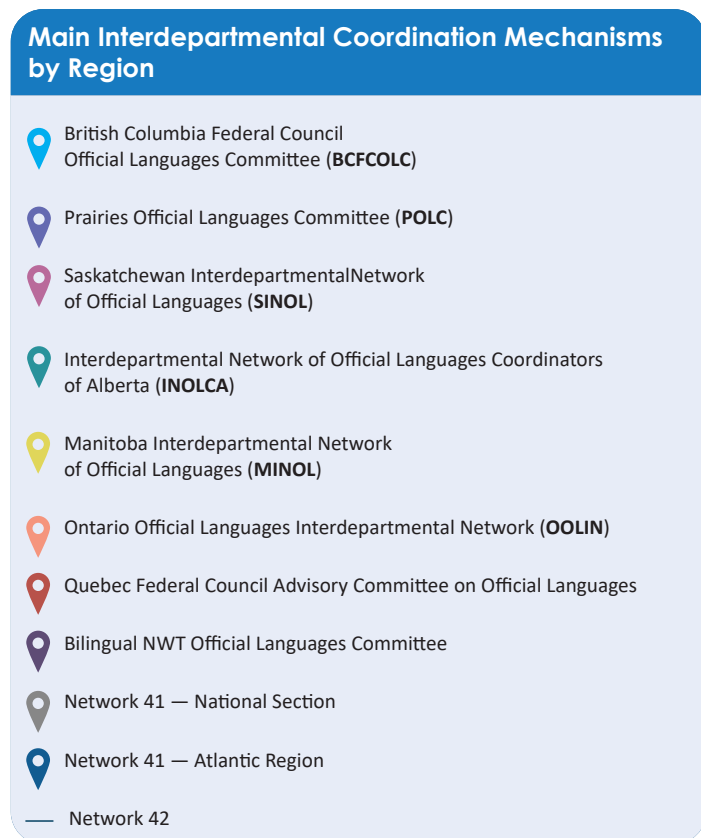 Main Interdepartmental Coordination Mechanisms
by Region
British Columbia Federal Council
Official Languages Committee (BCFCOLC)
Prairies Official Languages Committee (POLC)
Saskatchewan InterdepartmentalNetwork
of Official Languages (SINOL)
Interdepartmental Network of Official Languages Coordinators
of Alberta (INOLCA)
Manitoba Interdepartmental Network
of Official Languages (MINOL)
Ontario Official Languages Interdepartmental Network (OOLIN)
Quebec Federal Council Advisory Committee on Official Languages
Bilingual NWT Official Languages Committee
Network 41 — National Section
Network 41 — Atlantic Region
Network 42